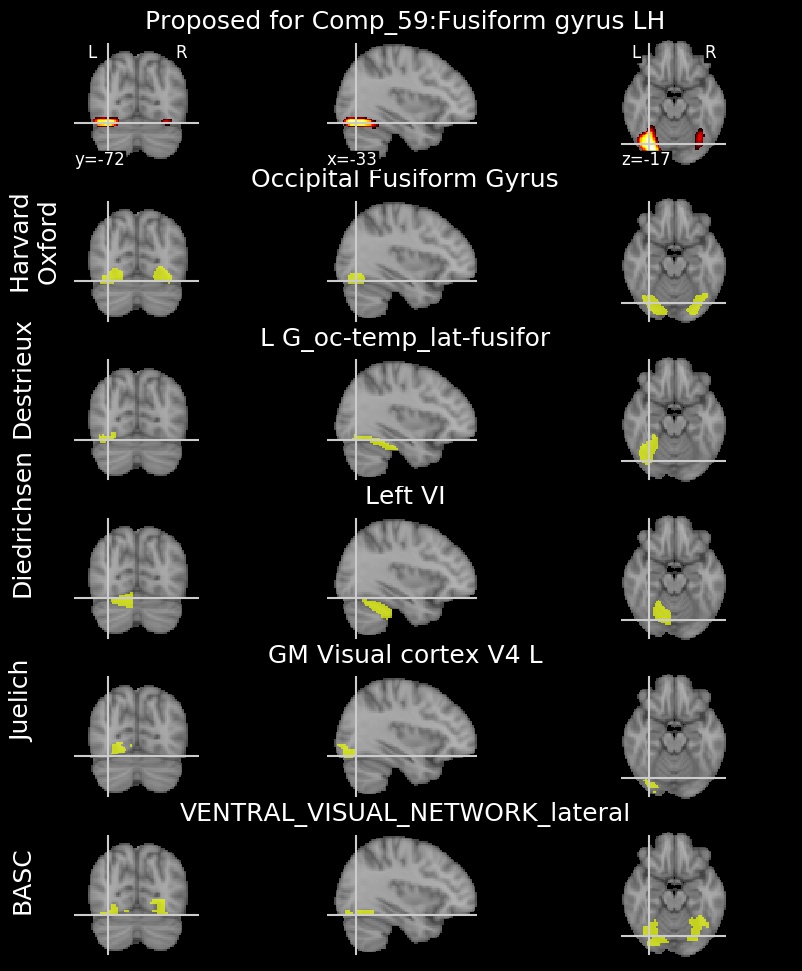 Proposed for Comp_59:Fusiform gyrus LH
L R
L R
y=-72
x=-33
z=-17
Occipital Fusiform Gyrus
Harvard
Oxford
L G_oc-temp_lat-fusifor
Destrieux
Left VI
Diedrichsen
GM Visual cortex V4 L
Juelich
VENTRAL_VISUAL_NETWORK_lateral
BASC